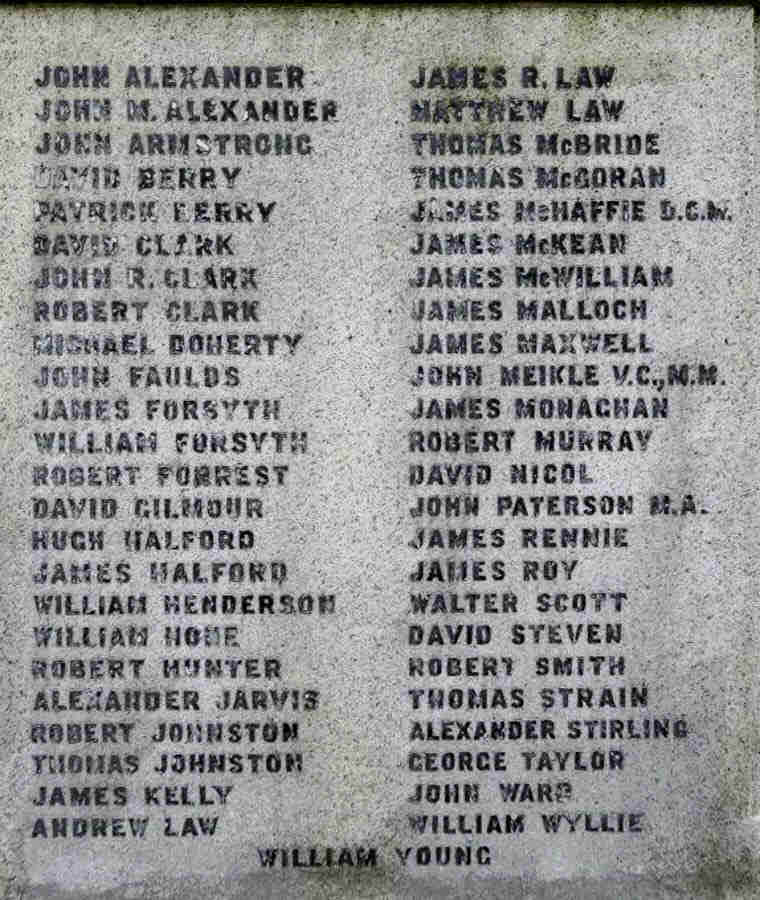 JOHN ALEXANDER
JOHN M. ALEXANDER
JOHN ARMSTRONG
DAVID BERRY
PATRICK BERRY
DAVID CLARK
JOHN R. CLARK
ROBERT CLARK
MICHAEL DOHERTY
JOHN FAULDS
JAMES FORSYTH
WILLIAM FORSYTH
ROBERT FORREST
DAVID GILMOUR
HUGH HALFORD
JAMES HALFORD
WILLIAM HENDERSON
WILLIAM HOME
ROBERT HUNTER
ALEXANDER JARVIS
ROBERT JOHNSTON
THOMAS JOHNSTON
JAMES KELLY
ANDREW LAW
JAMES R. LAW
MATTHEW LAW
THOMAS McBRIDE
THOMAS McGORAN
JAMES McHAFFIE D.C.M.
JAMES McKEAN
JAMES McWILLIAM
JAMES MALLOCH
JAMES MAXWELL
JOHN MEIKLE V.C., M.M.
JAMES MONAGHAN
ROBERT MURRAY
DAVID NICOL
JOHN PATERSON M.A.
JAMES RENNIE
JAMES ROY
WALTER SCOTT
DAVID STEVEN
ROBERT SMITH
THOMAS STRAIN
ALEXANDER STIRLING
GEORGE TAYLOR
JOHN WARD
WILLIAM WYLLIE
WILLIAM YOUNG